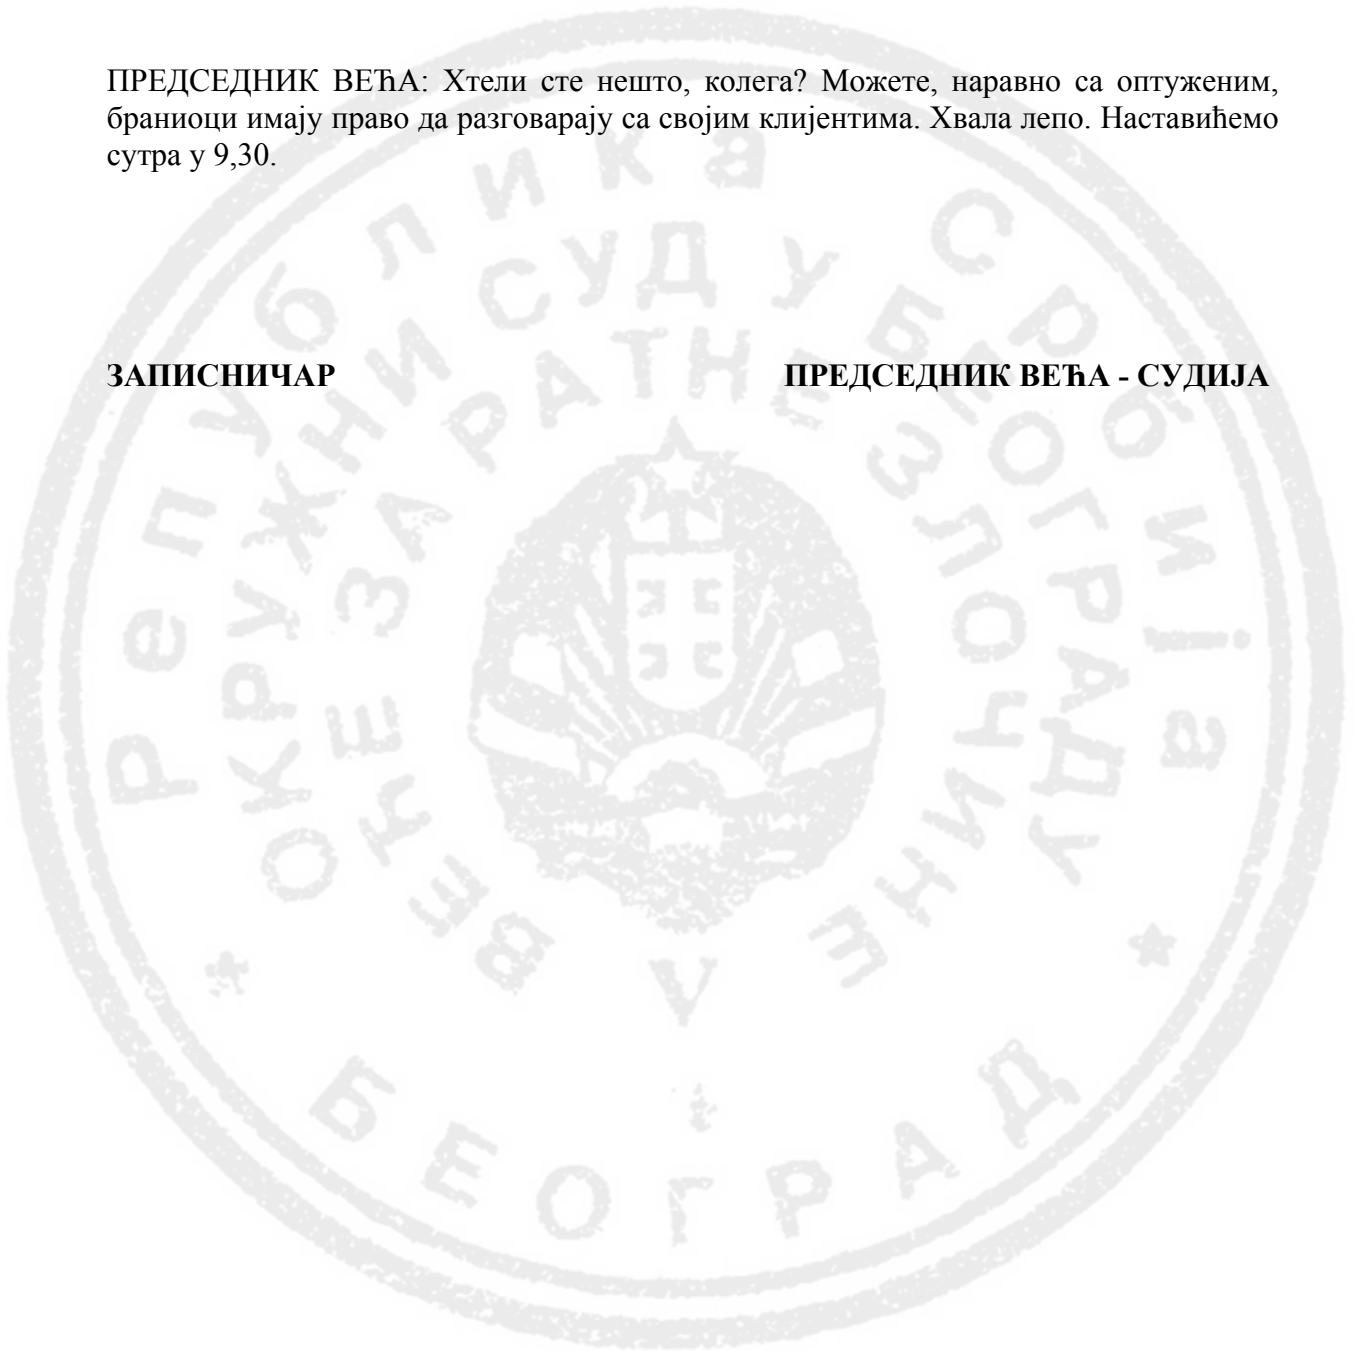 ПРЕДСЕДНИК ВЕЋА: Хтели сте нешто, колега? Можете, наравно са оптуженим,
браниоци имају право да разговарају са својим клијентима. Хвала лепо. Наставићемо
сутра у 9,30.
ЗАПИСНИЧАР ПРЕДСЕДНИК ВЕЋА - СУДИЈА
Република Србија
ОКРУЖНИ СУД У БЕОГРАДУ
ВЕЋЕ ЗА РАТНЕ ЗЛОЧИНЕ
V
БЕОГРАД